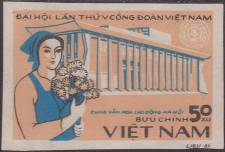 ĐẠI HỘI LẦN THỨ V CÔNG ĐOÀN VIỆT NAM
CUNG VĂN HÓA LAO ĐỘNG HÀ NỘI
BƯU CHÍNH
50 XU
VIỆT NAM